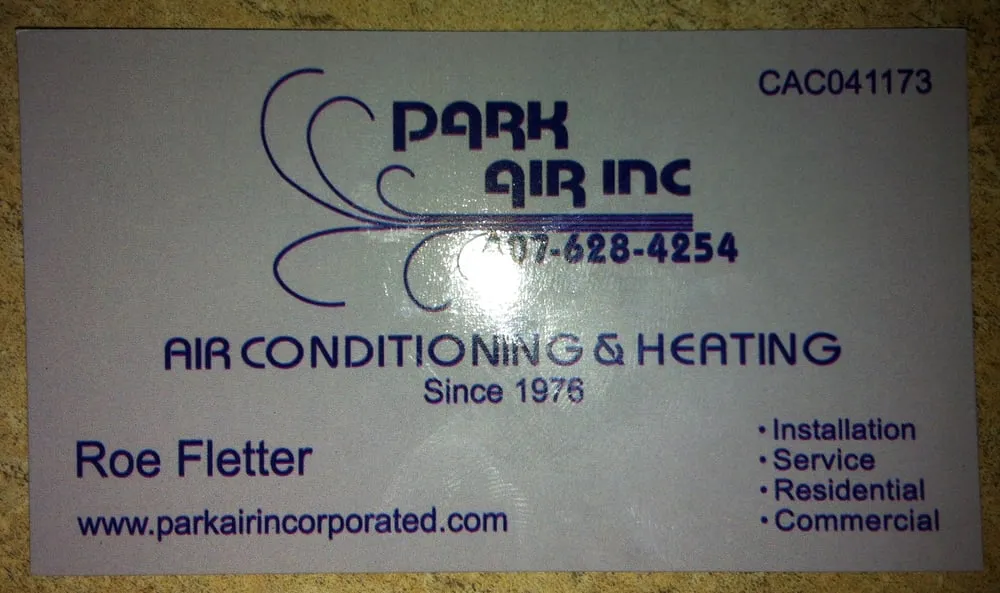 CAC041173
PARK
AIR INC
07-628-4254
AIR CONDITIONING & HEATING
Since 1976
Roe Fletter
www.parkairincorporated.com
• Installation
• Service
• Residential
• Commercial